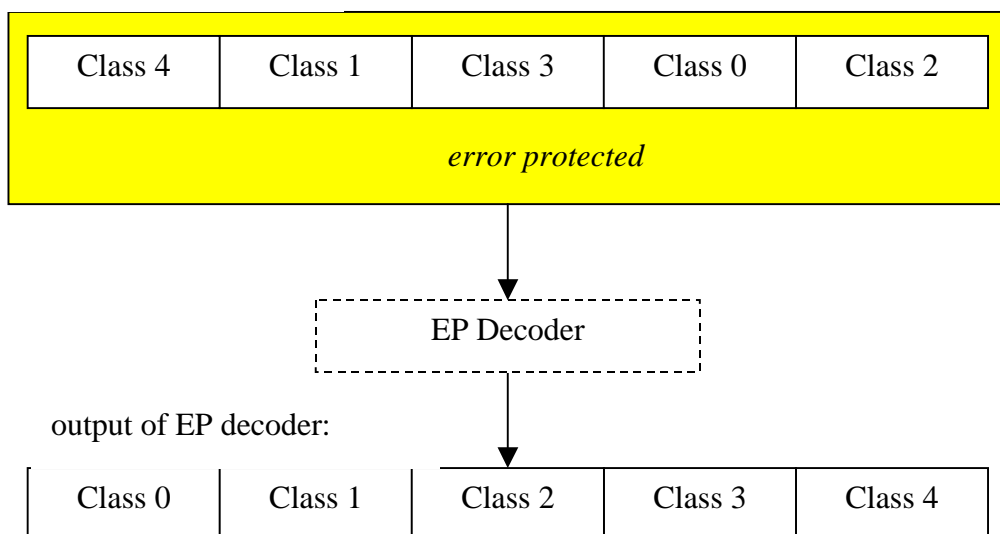 Class 4 Class 1 Class 3 Class 0 Class 2
error protected
EP Decoder
output of EP decoder:
Class 0 Class 1 Class 2 Class 3 Class 4